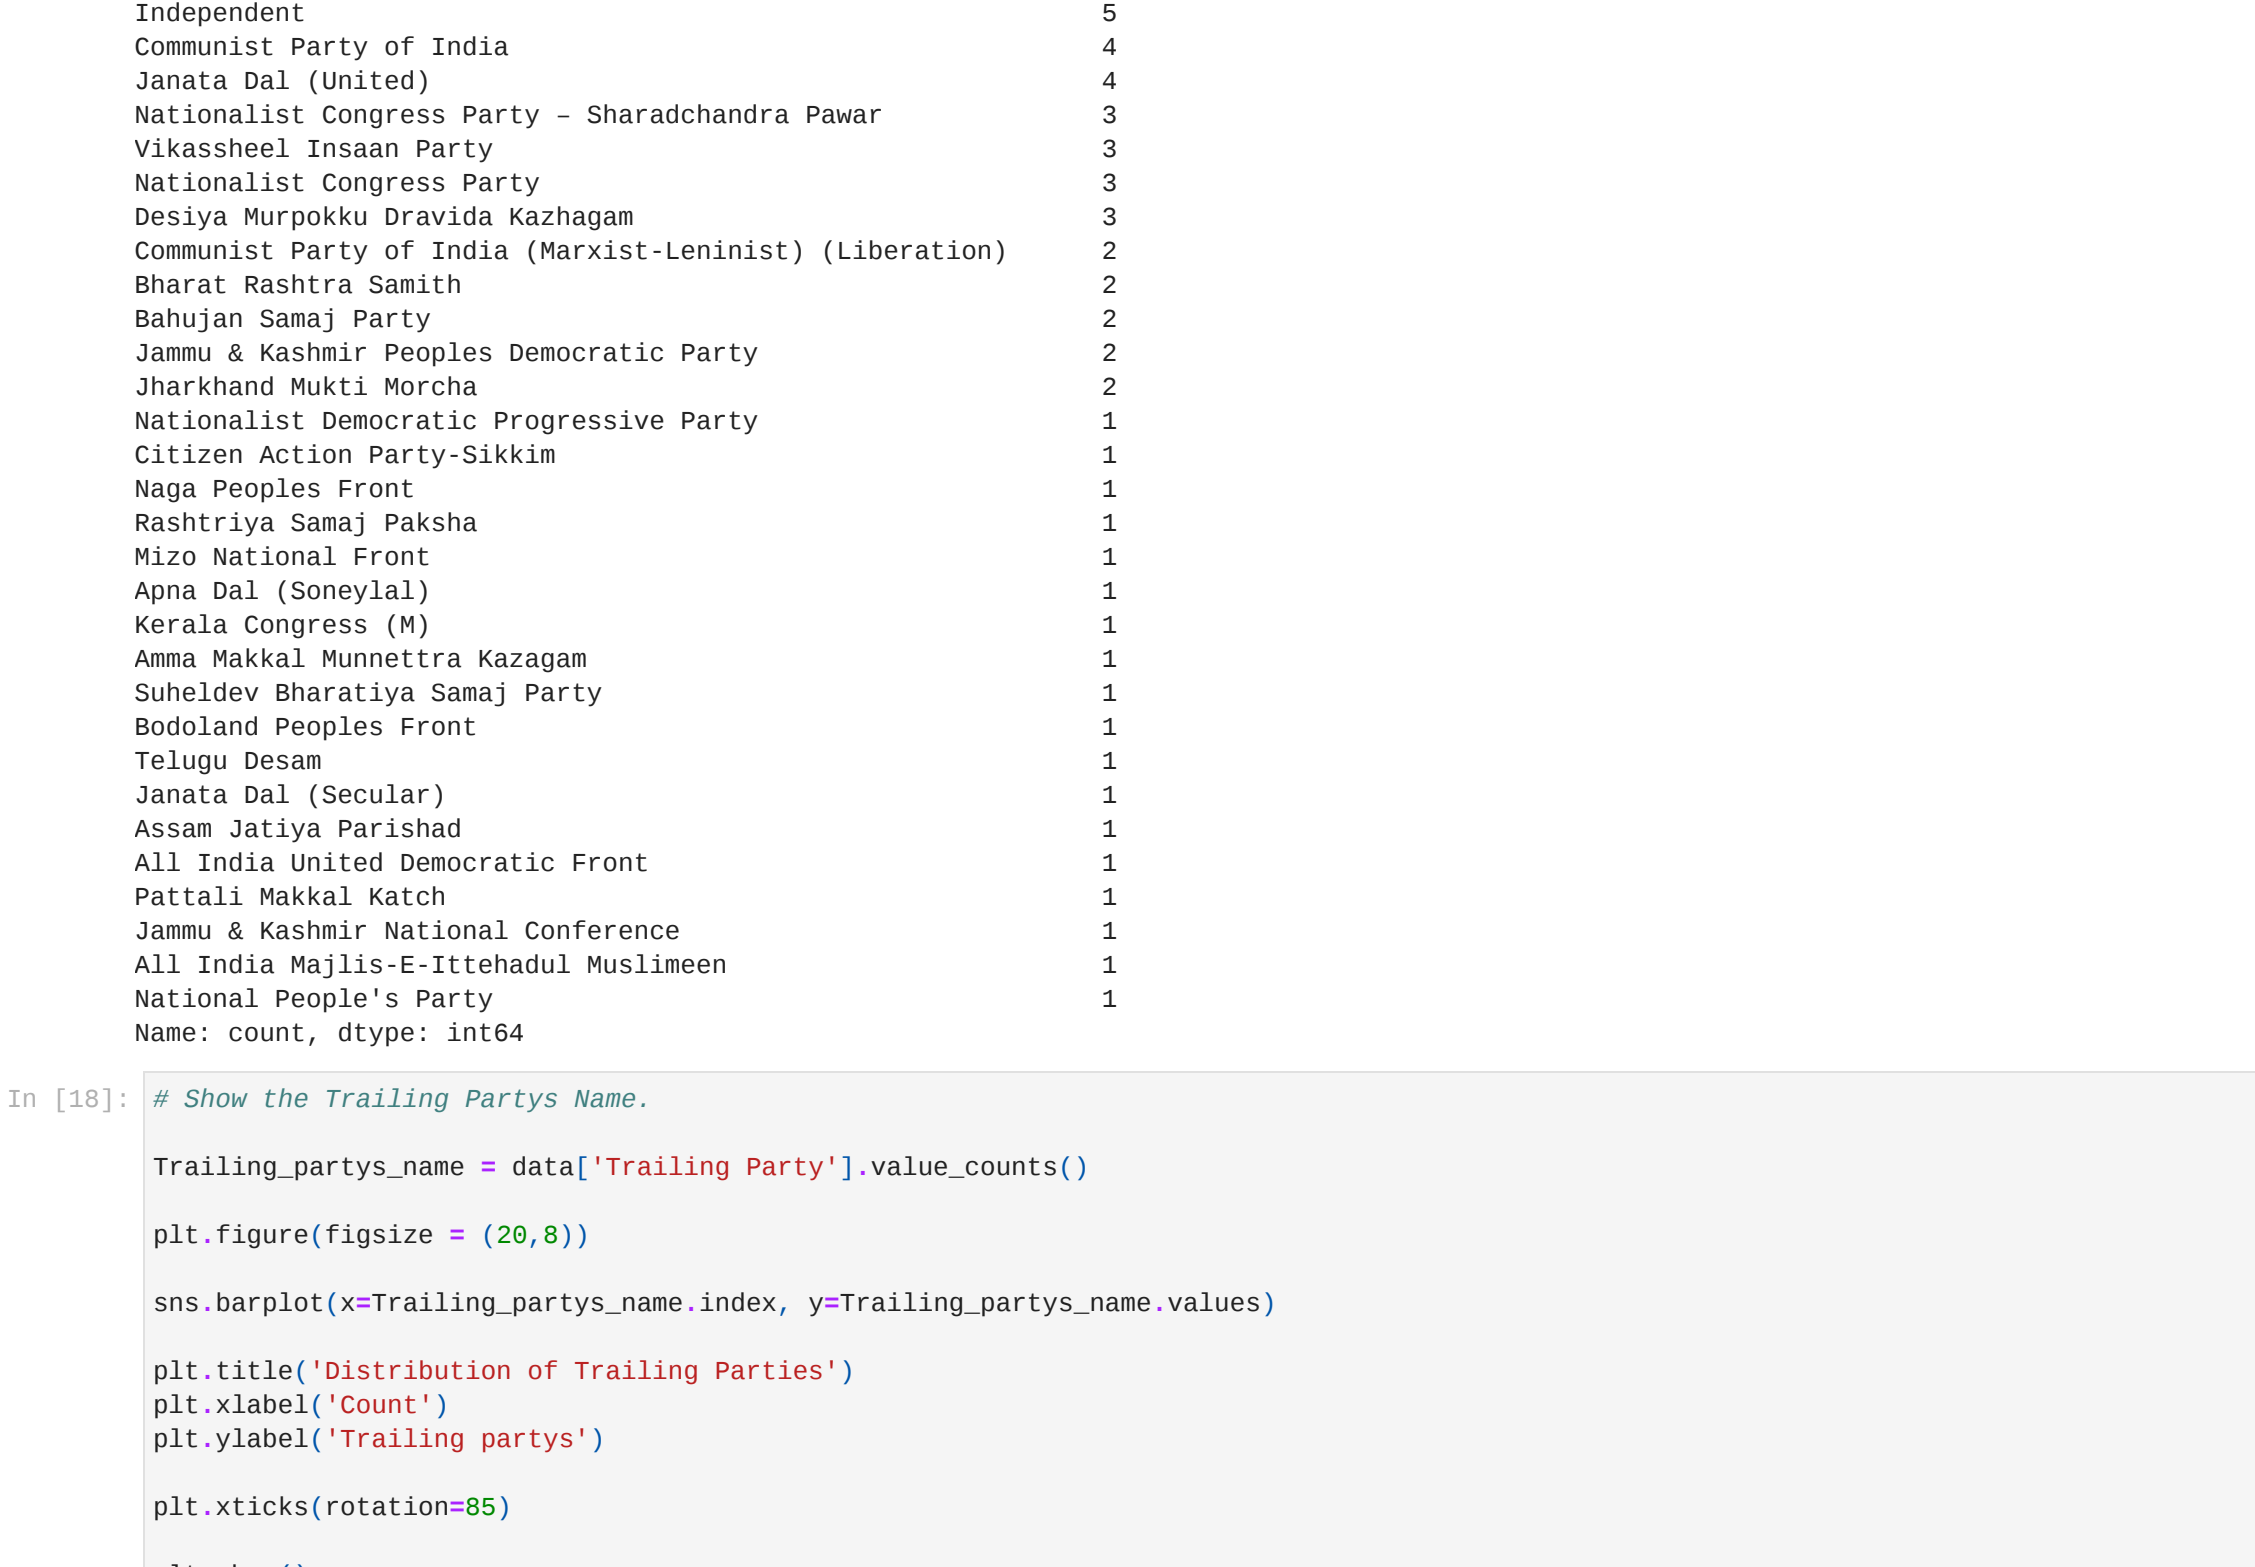 Independent 5
Communist Party of India 4
Janata Dal (United) 4
Nationalist Congress Party – Sharadchandra Pawar 3
Vikassheel Insaan Party 3
Nationalist Congress Party 3
Desiya Murpokku Dravida Kazhagam 3
Communist Party of India (Marxist-Leninist) (Liberation) 2
Bharat Rashtra Samith 2
Bahujan Samaj Party 2
Jammu & Kashmir Peoples Democratic Party 2
Jharkhand Mukti Morcha 2
Nationalist Democratic Progressive Party 1
Citizen Action Party-Sikkim 1
Naga Peoples Front 1
Rashtriya Samaj Paksha 1
Mizo National Front 1
Apna Dal (Soneylal) 1
Kerala Congress (M) 1
Amma Makkal Munnettra Kazagam 1
Suheldev Bharatiya Samaj Party 1
Bodoland Peoples Front 1
Telugu Desam 1
Janata Dal (Secular) 1
Assam Jatiya Parishad 1
All India United Democratic Front 1
Pattali Makkal Katch 1
Jammu & Kashmir National Conference 1
All India Majlis-E-Ittehadul Muslimeen 1
National People's Party 1
Name: count, dtype: int64
In [18]: # Show the Trailing Partys Name.
Trailing_partys_name = data['Trailing Party'].value_counts()
plt.figure(figsize = (20,8))
sns.barplot(x=Trailing_partys_name.index, y=Trailing_partys_name.values)
plt.title('Distribution of Trailing Parties')
plt.xlabel('Count')
plt.ylabel('Trailing partys')
plt.xticks(rotation=85)